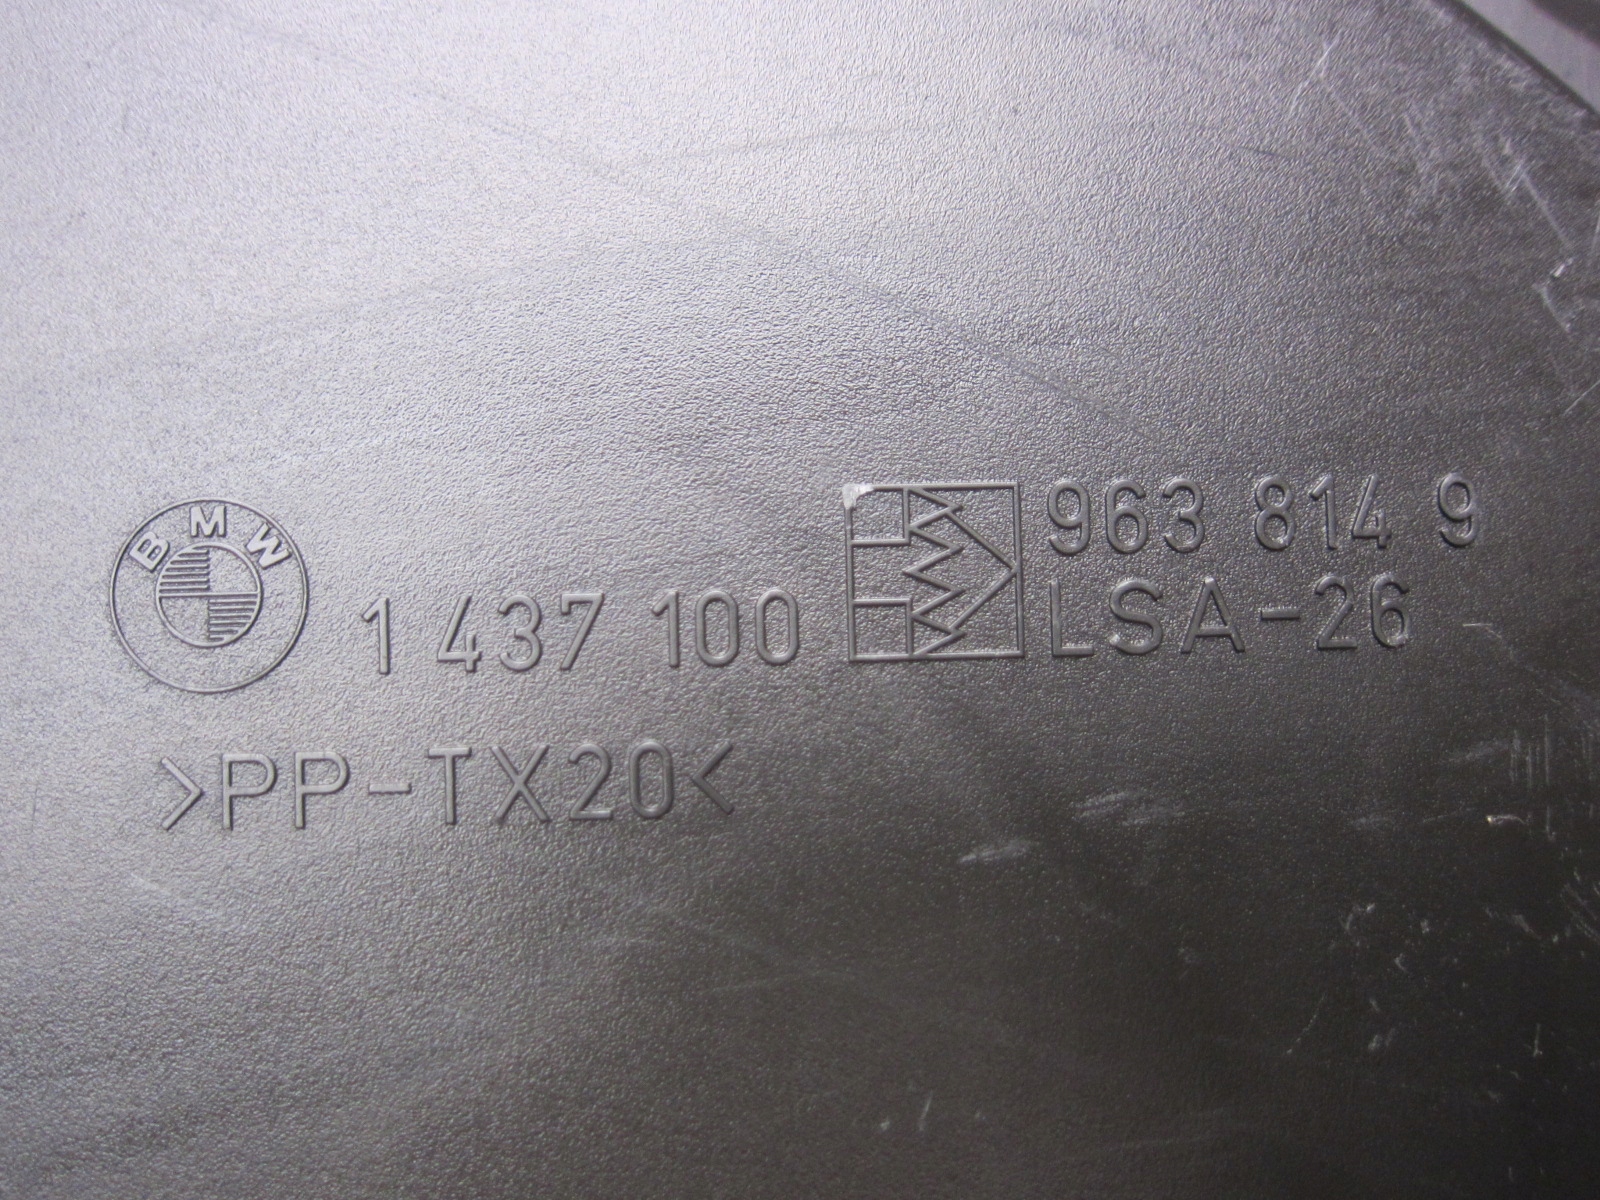 BMW
1 437 100
963 814 9
LSA-26
>PP-TX20<